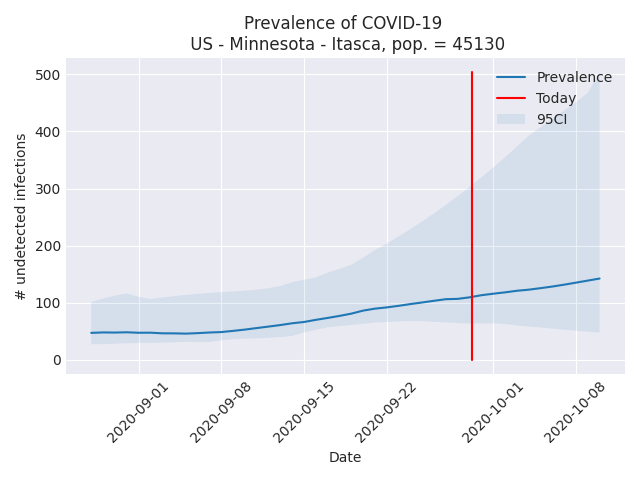 Prevalence of COVID-19
US - Minnesota - Itasca, pop. = 45130
Prevalence
Today
95CI
500
400
300
200
100
0
# undetected infections
2020-09-01
2020-09-08
2020-09-15
2020-09-22
2020-10-01
2020-10-08
Date